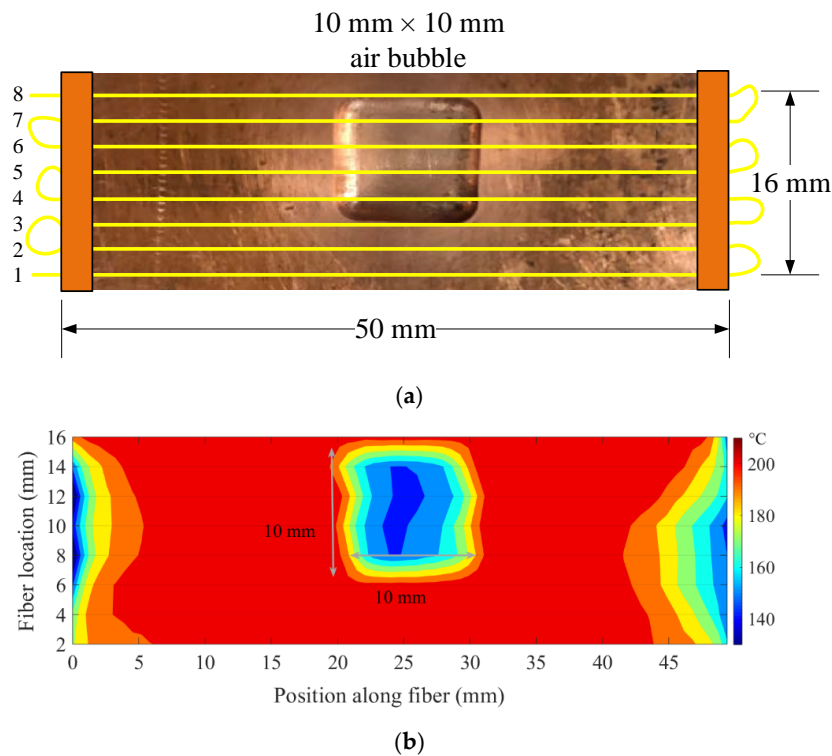 10 mm × 10 mm
air bubble
8
7
6
5
4
3
2
1
16 mm
50 mm
(a)
16
14
12
10
8
6
4
2
Fiber location (mm)
10 mm
10 mm
0 5 10 15 20 25 30 35 40 45
Position along fiber (mm)
°C
200
180
160
140
(b)